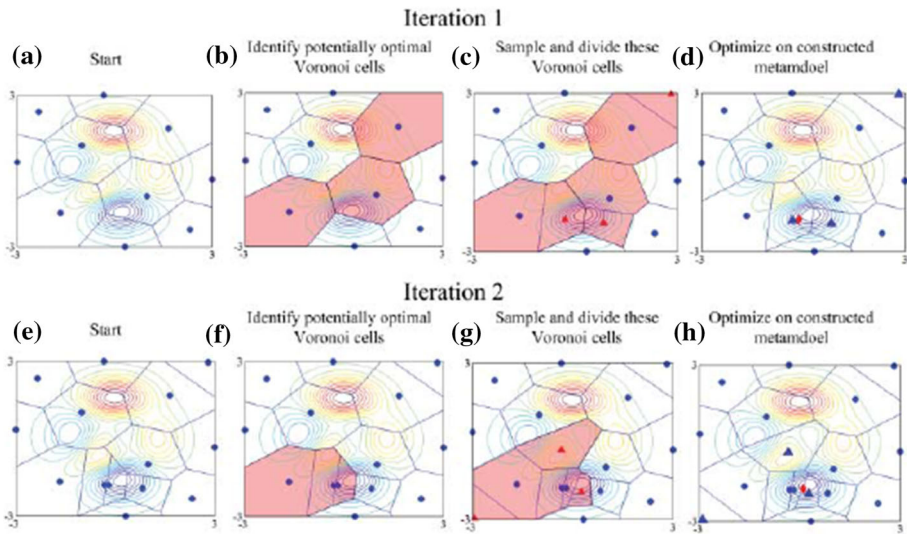 Iteration 1
(a) Start
(b) Identify potentially optimal
Voronoi cells
(c) Sample and divide these
Voronoi cells
(d) Optimize on constructed
metamdoel
3
-3
-3 3
3
-3
-3 3
3
-3
-3 3
3
-3
-3 3
Iteration 2
(e) Start
(f) Identify potentially optimal
Voronoi cells
(g) Sample and divide these
Voronoi cells
(h) Optimize on constructed
metamdoel
3
-3
-3 3
3
-3
-3 3
3
-3
-3 3
3
-3
-3 3